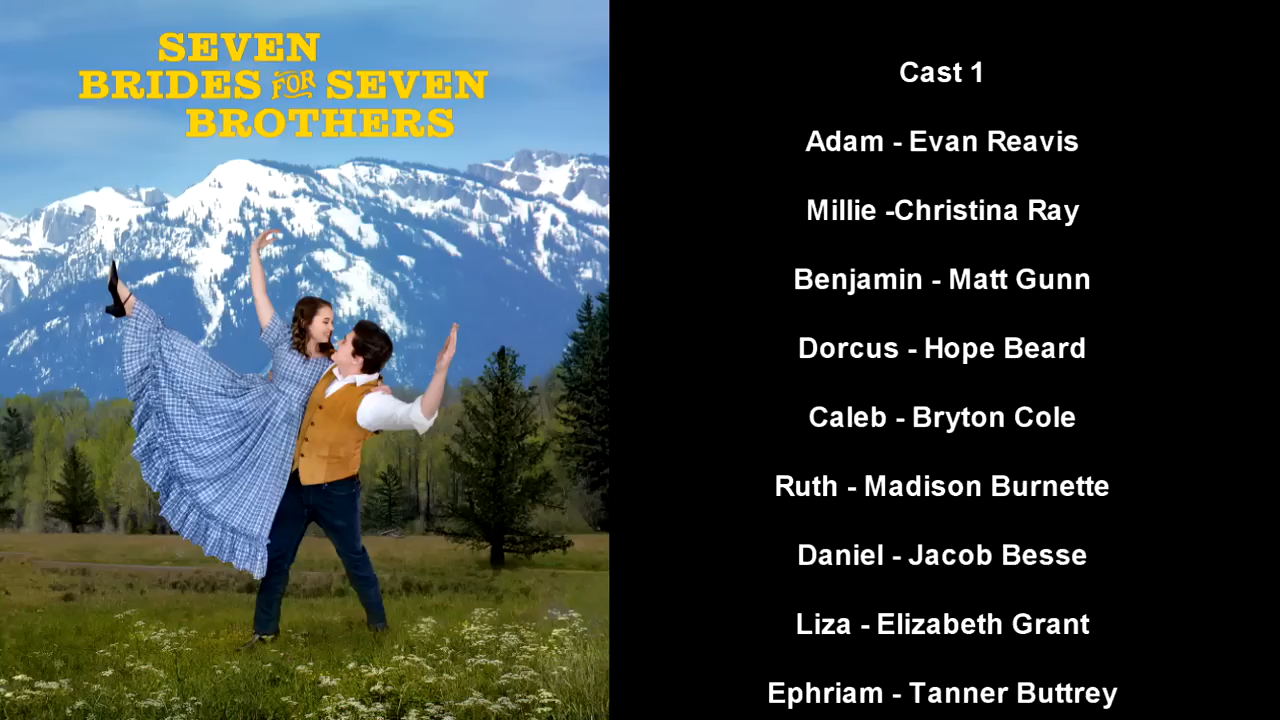 SEVEN
BRIDES FOR SEVEN
BROTHERS
Cast 1
Adam - Evan Reavis
Millie -Christina Ray
Benjamin - Matt Gunn
Dorcus - Hope Beard
Caleb - Bryton Cole
Ruth - Madison Burnette
Daniel - Jacob Besse
Liza - Elizabeth Grant
Ephriam - Tanner Buttrey